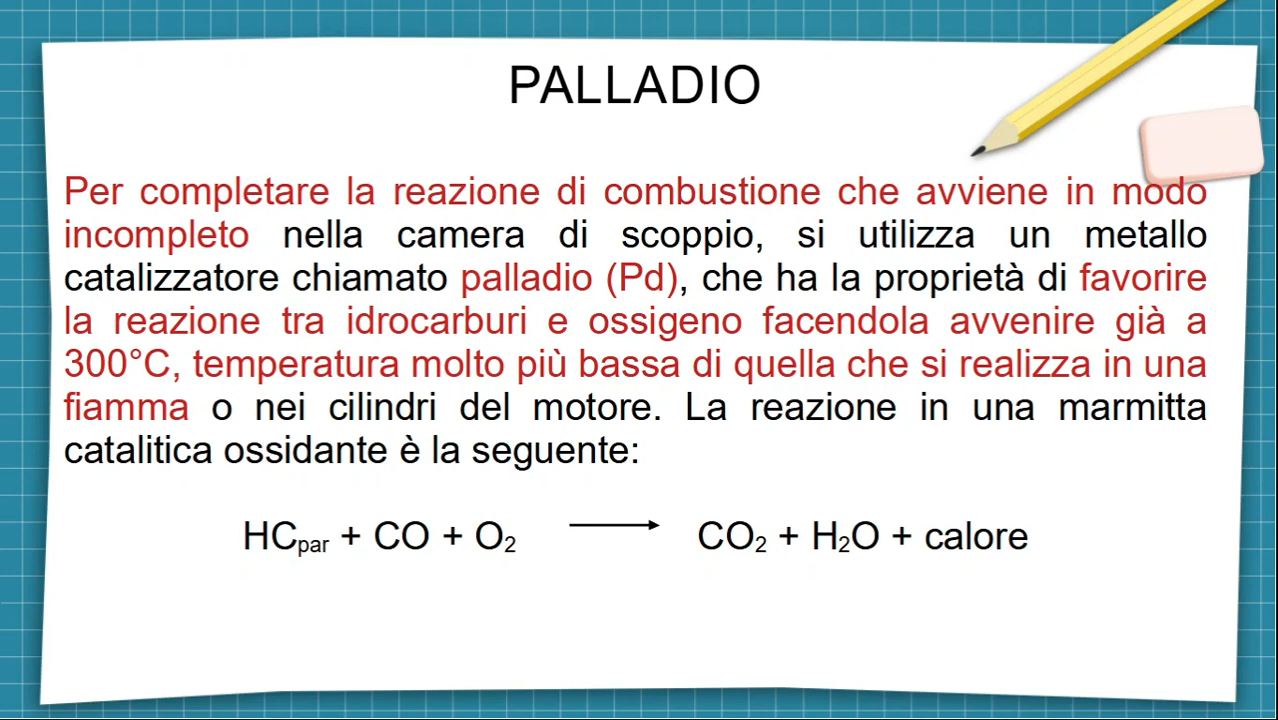 PALLADIO
Per completare la reazione di combustione che avviene in modo
incompleto nella camera di scoppio, si utilizza un metallo
catalizzatore chiamato palladio (Pd), che ha la proprietà di favorire
la reazione tra idrocarburi e ossigeno facendola avvenire già a
300°C, temperatura molto più bassa di quella che si realizza in una
fiamma o nei cilindri del motore. La reazione in una marmitta
catalitica ossidante è la seguente:
HCpar + CO + O2 → CO2 + H2O + calore